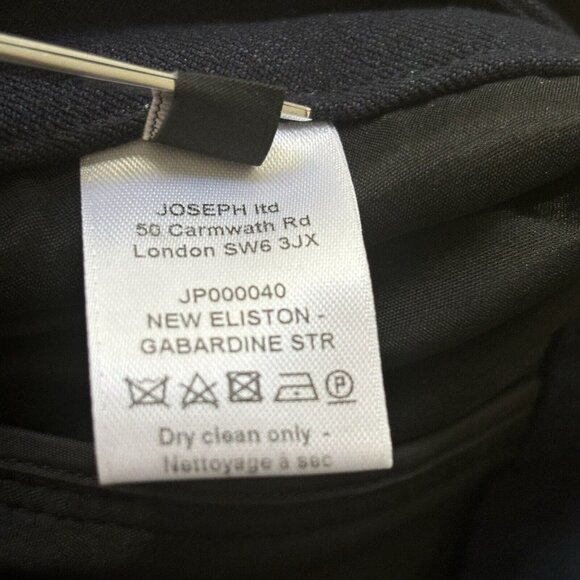 JOSEPH ltd
50 Carmwath Rd
London SW6 3JX
JP000040
NEW ELISTON -
GABARDINE STR
P
Dry clean only -
Nettoyage à sec